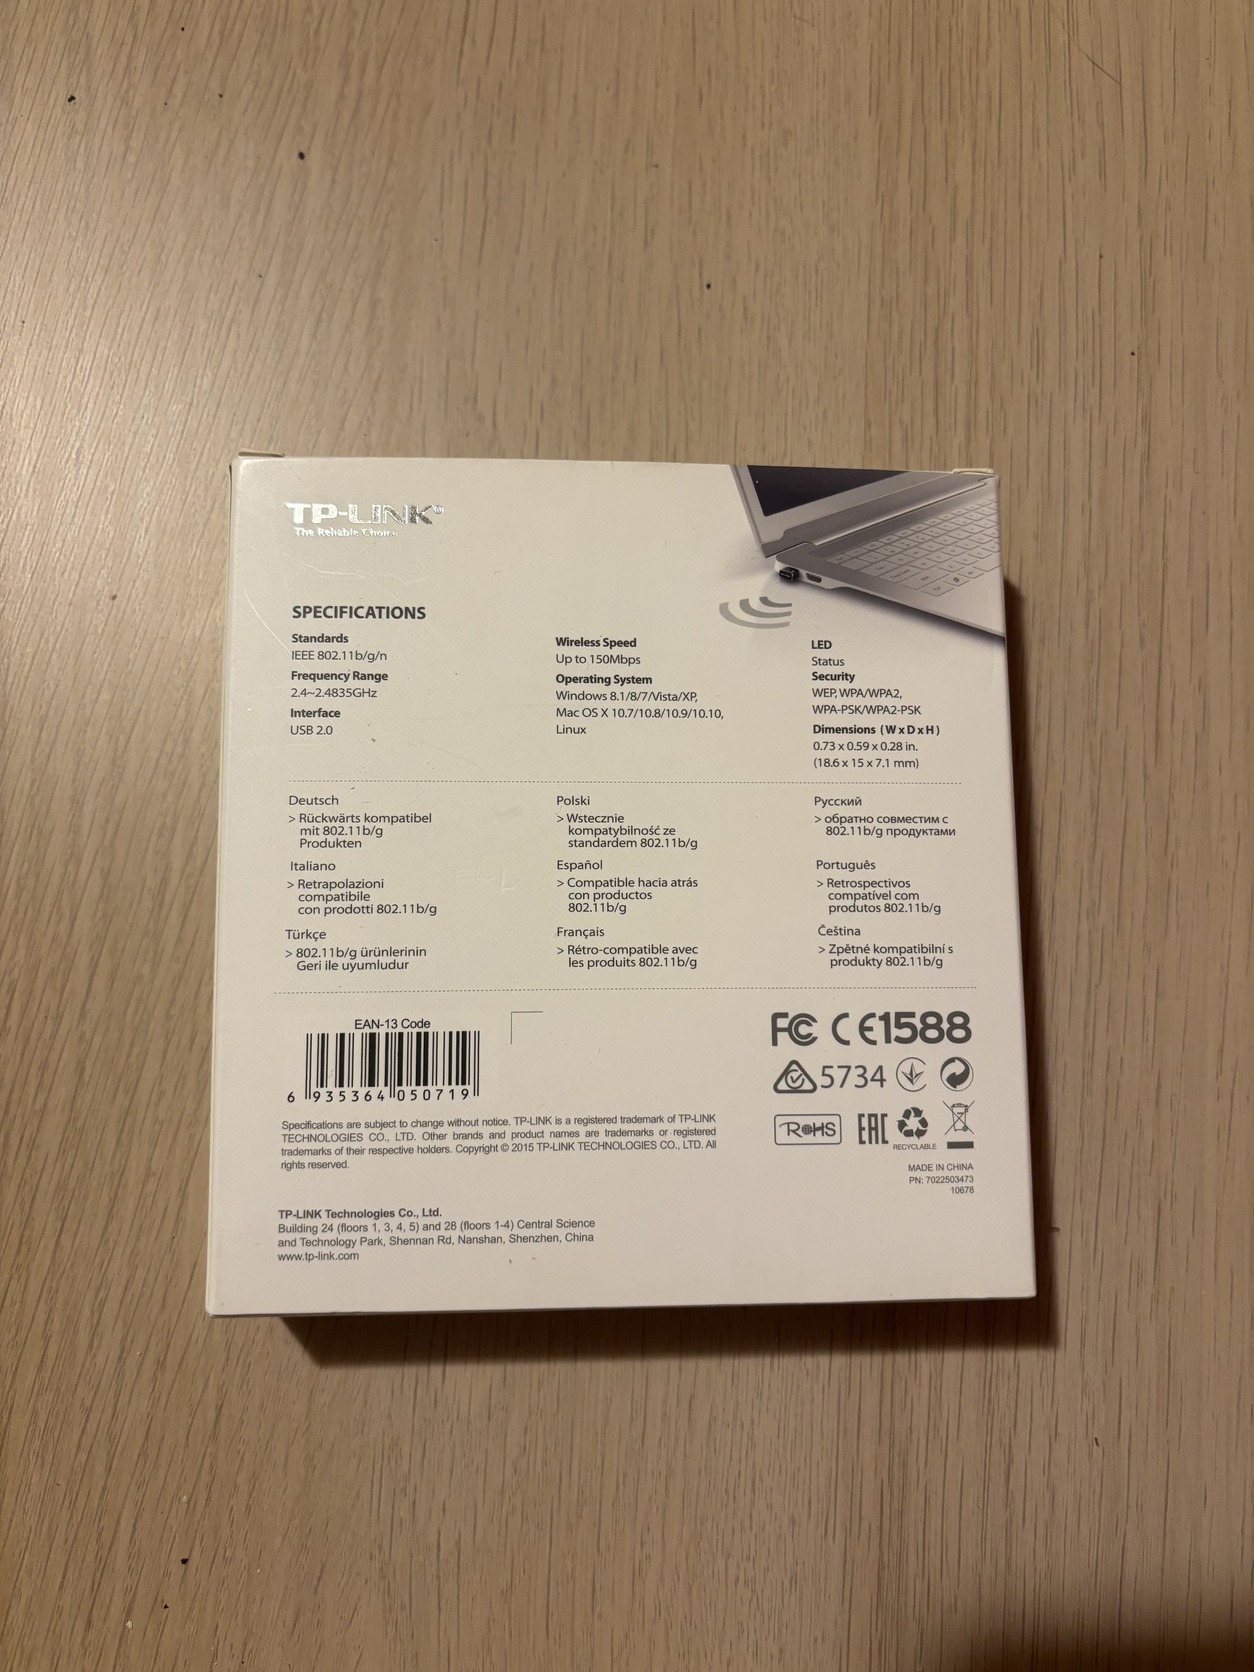 TP-LINK®
The Reliable Choice
SPECIFICATIONS
Standards
IEEE 802.11b/g/n
Frequency Range
2.4~2.4835GHz
Interface
USB 2.0
Wireless Speed
Up to 150Mbps
Operating System
Windows 8.1/8/7/Vista/XP,
Mac OS X 10.7/10.8/10.9/10.10,
Linux
LED
Status
Security
WEP, WPA/WPA2,
WPA-PSK/WPA2-PSK
Dimensions ( W x D x H )
0.73 x 0.59 x 0.28 in.
(18.6 x 15 x 7.1 mm)
Deutsch
> Rückwärts kompatibel
mit 802.11b/g
Produkten
Polski
> Wstecznie
kompatybilność ze
standardem 802.11b/g
Русский
> обратно совместим с
802.11b/g продуктами
Italiano
> Retrapolazioni
compatibile
con prodotti 802.11b/g
Español
> Compatible hacia atrás
con productos
802.11b/g
Português
> Retrospectivos
compatível com
produtos 802.11b/g
Türkçe
> 802.11b/g ürünlerinin
Geri ile uyumludur
Français
> Rétro-compatible avec
les produits 802.11b/g
Čeština
> Zpětné kompatibilní s
produkty 802.11b/g
EAN-13 Code
6 935364 050719
FC CE1588
5734
RoHS EAC
RECYCLABLE
Specifications are subject to change without notice. TP-LINK is a registered trademark of TP-LINK
TECHNOLOGIES CO., LTD. Other brands and product names are trademarks or registered
trademarks of their respective holders. Copyright © 2015 TP-LINK TECHNOLOGIES CO., LTD. All
rights reserved.
MADE IN CHINA
PN: 7022503473
10678
TP-LINK Technologies Co., Ltd.
Building 24 (floors 1, 3, 4, 5) and 28 (floors 1-4) Central Science
and Technology Park, Shennan Rd, Nanshan, Shenzhen, China
www.tp-link.com